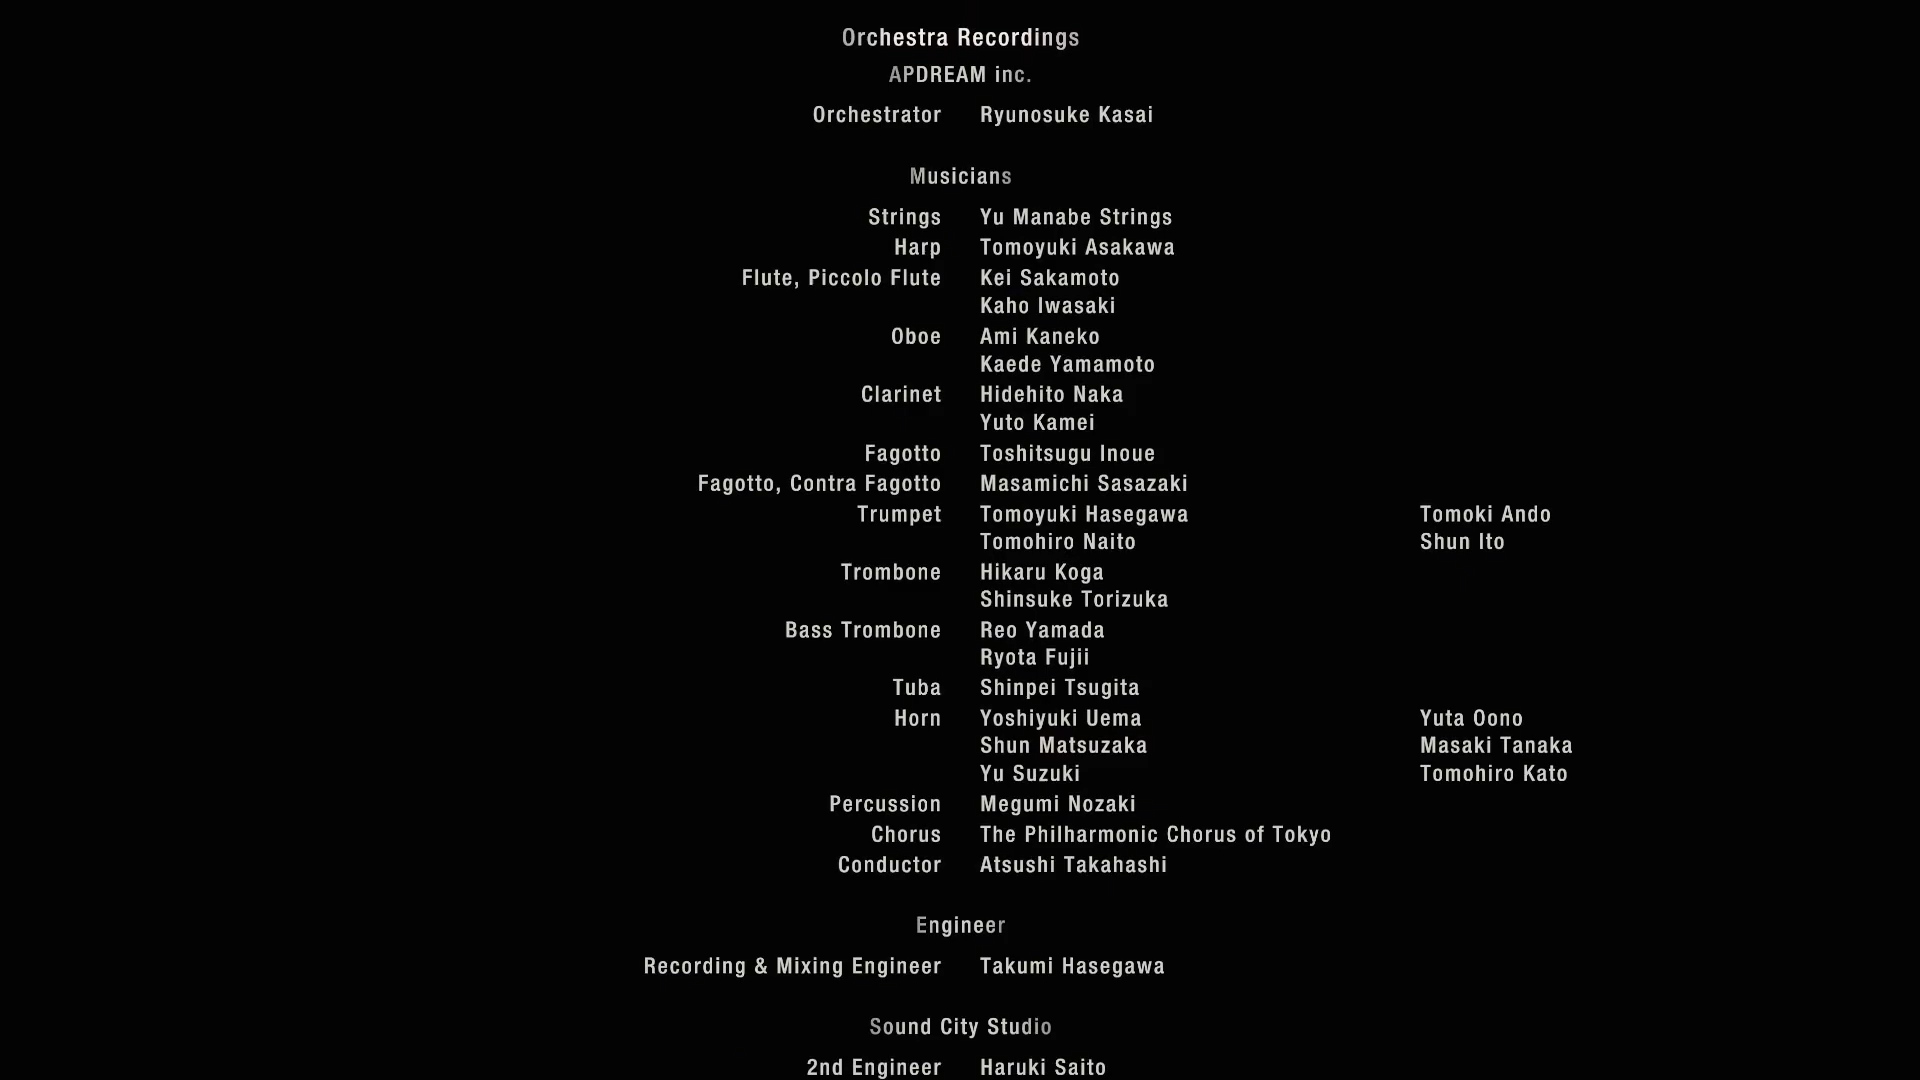 Orchestra Recordings
APDREAM inc.
Orchestrator Ryunosuke Kasai
Musicians
Strings Yu Manabe Strings
Harp Tomoyuki Asakawa
Flute, Piccolo Flute Kei Sakamoto
Kaho Iwasaki
Oboe Ami Kaneko
Kaede Yamamoto
Clarinet Hidehito Naka
Yuto Kamei
Fagotto Toshitsugu Inoue
Fagotto, Contra Fagotto Masamichi Sasazaki
Trumpet Tomoyuki Hasegawa Tomoki Ando
Tomohiro Naito Shun Ito
Trombone Hikaru Koga
Shinsuke Torizuka
Bass Trombone Reo Yamada
Ryota Fujii
Tuba Shinpei Tsugita
Horn Yoshiyuki Uema Yuta Oono
Shun Matsuzaka Masaki Tanaka
Yu Suzuki Tomohiro Kato
Percussion Megumi Nozaki
Chorus The Philharmonic Chorus of Tokyo
Conductor Atsushi Takahashi
Engineer
Recording & Mixing Engineer Takumi Hasegawa
Sound City Studio
2nd Engineer Haruki Saito